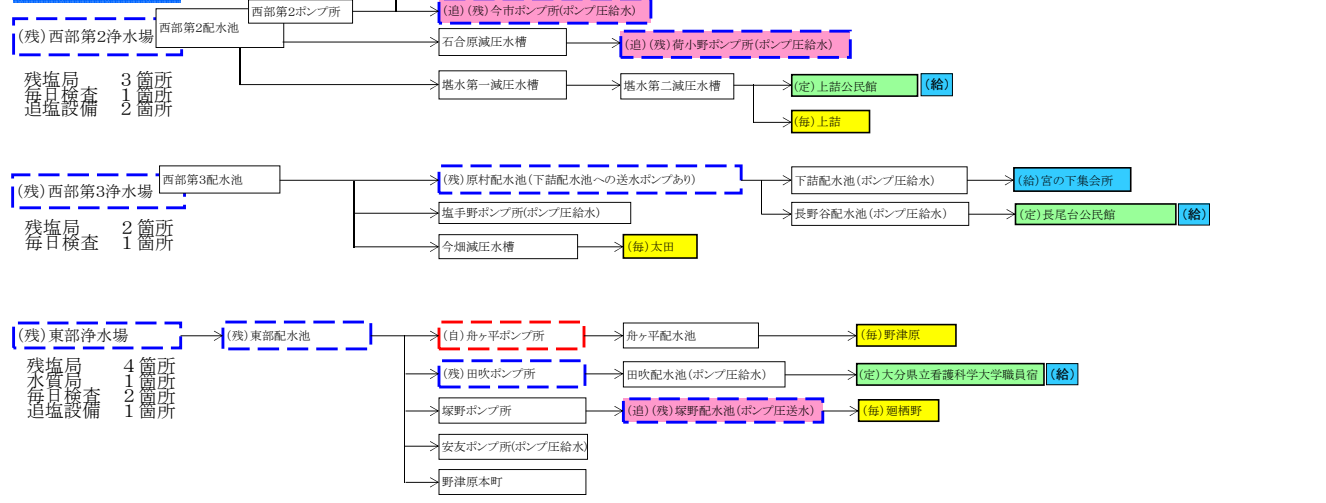 西部第2ポンプ所
(追)(残)今市ポンプ所(ポンプ圧給水)
(残)西部第2浄水場
西部第2配水池
石合原減圧水槽
(追)(残)荷小野ポンプ所(ポンプ圧給水)
残塩局 3箇所
毎日検査 1箇所
追塩設備 2箇所
堪水第一減圧水槽
堪水第二減圧水槽
(定)上詰公民館
(給)
(毎)上詰
(残)西部第3浄水場
西部第3配水池
(残)原村配水池(下詰配水池への送水ポンプあり)
下詰配水池(ポンプ圧給水)
(給)宮の下集会所
塩手野ポンプ所(ポンプ圧給水)
長野谷配水池(ポンプ圧給水)
(定)長尾台公民館
(給)
残塩局 2箇所
毎日検査 1箇所
今畑減圧水槽
(毎)太田
(残)東部浄水場
(残)東部配水池
(自)舟ヶ平ポンプ所
舟ヶ平配水池
(毎)野津原
残塩局 4箇所
水質局 1箇所
毎日検査 2箇所
追塩設備 1箇所
(残)田吹ポンプ所
田吹配水池(ポンプ圧給水)
(定)大分県立看護科学大学職員宿
(給)
塚野ポンプ所
(追)(残)塚野配水池(ポンプ圧送水)
(毎)廻栖野
安友ポンプ所(ポンプ圧給水)
野津原本町